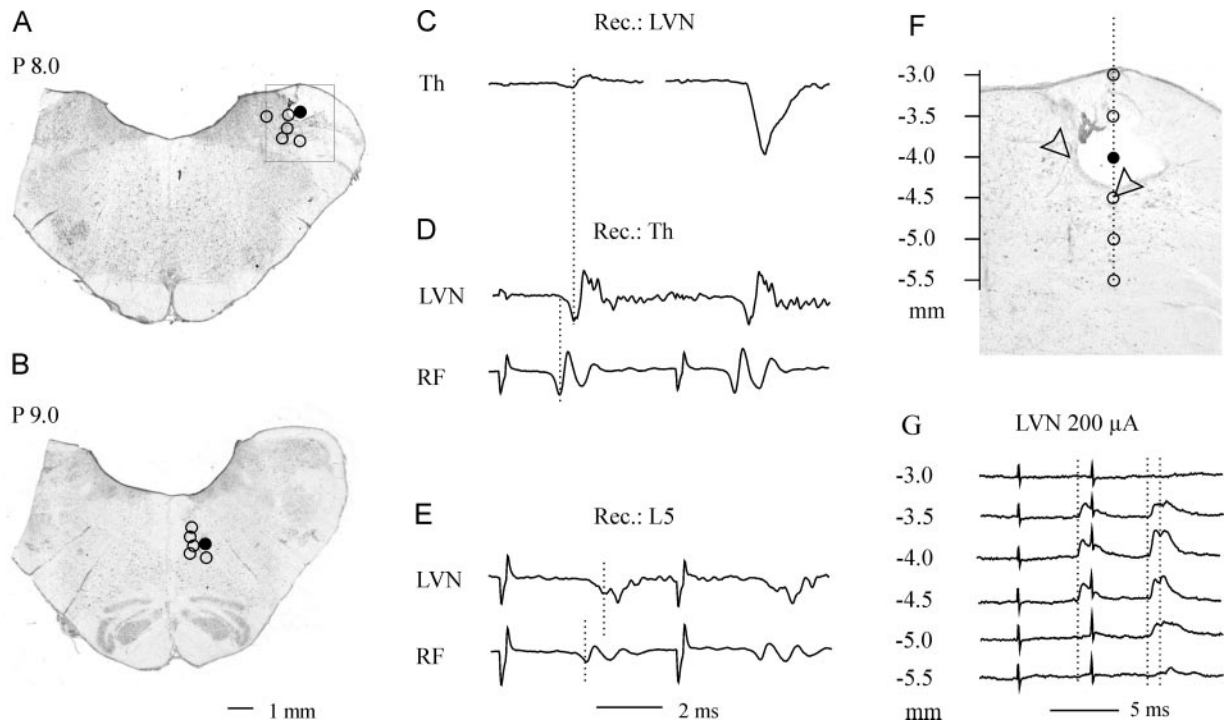 A
P 8.0
B
P 9.0
1 mm
C
Rec.: LVN
Th
D
Rec.: Th
LVN
RF
E
Rec.: L5
LVN
RF
2 ms
F
-3.0
-3.5
-4.0
-4.5
-5.0
-5.5
mm
G
LVN 200 µA
-3.0
-3.5
-4.0
-4.5
-5.0
-5.5
mm
5 ms